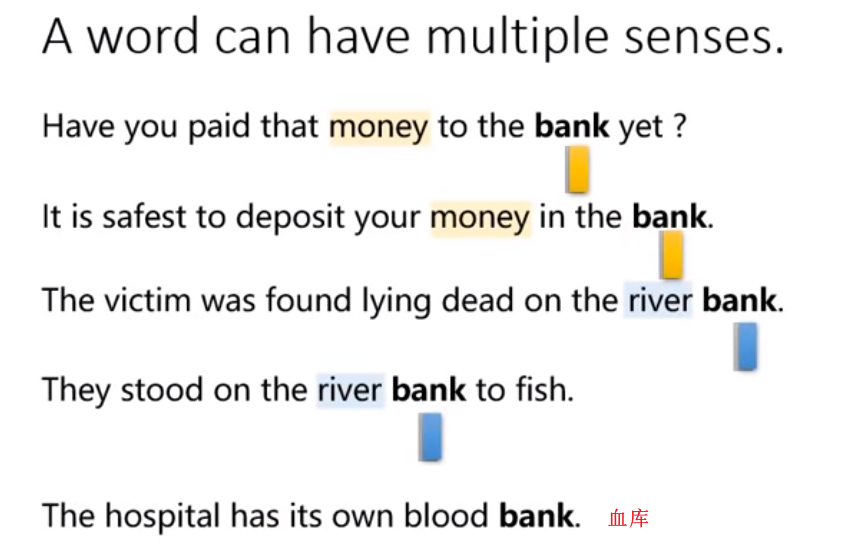 A word can have multiple senses.
Have you paid that money to the bank yet ?
It is safest to deposit your money in the bank.
The victim was found lying dead on the river bank.
They stood on the river bank to fish.
The hospital has its own blood bank. 血库